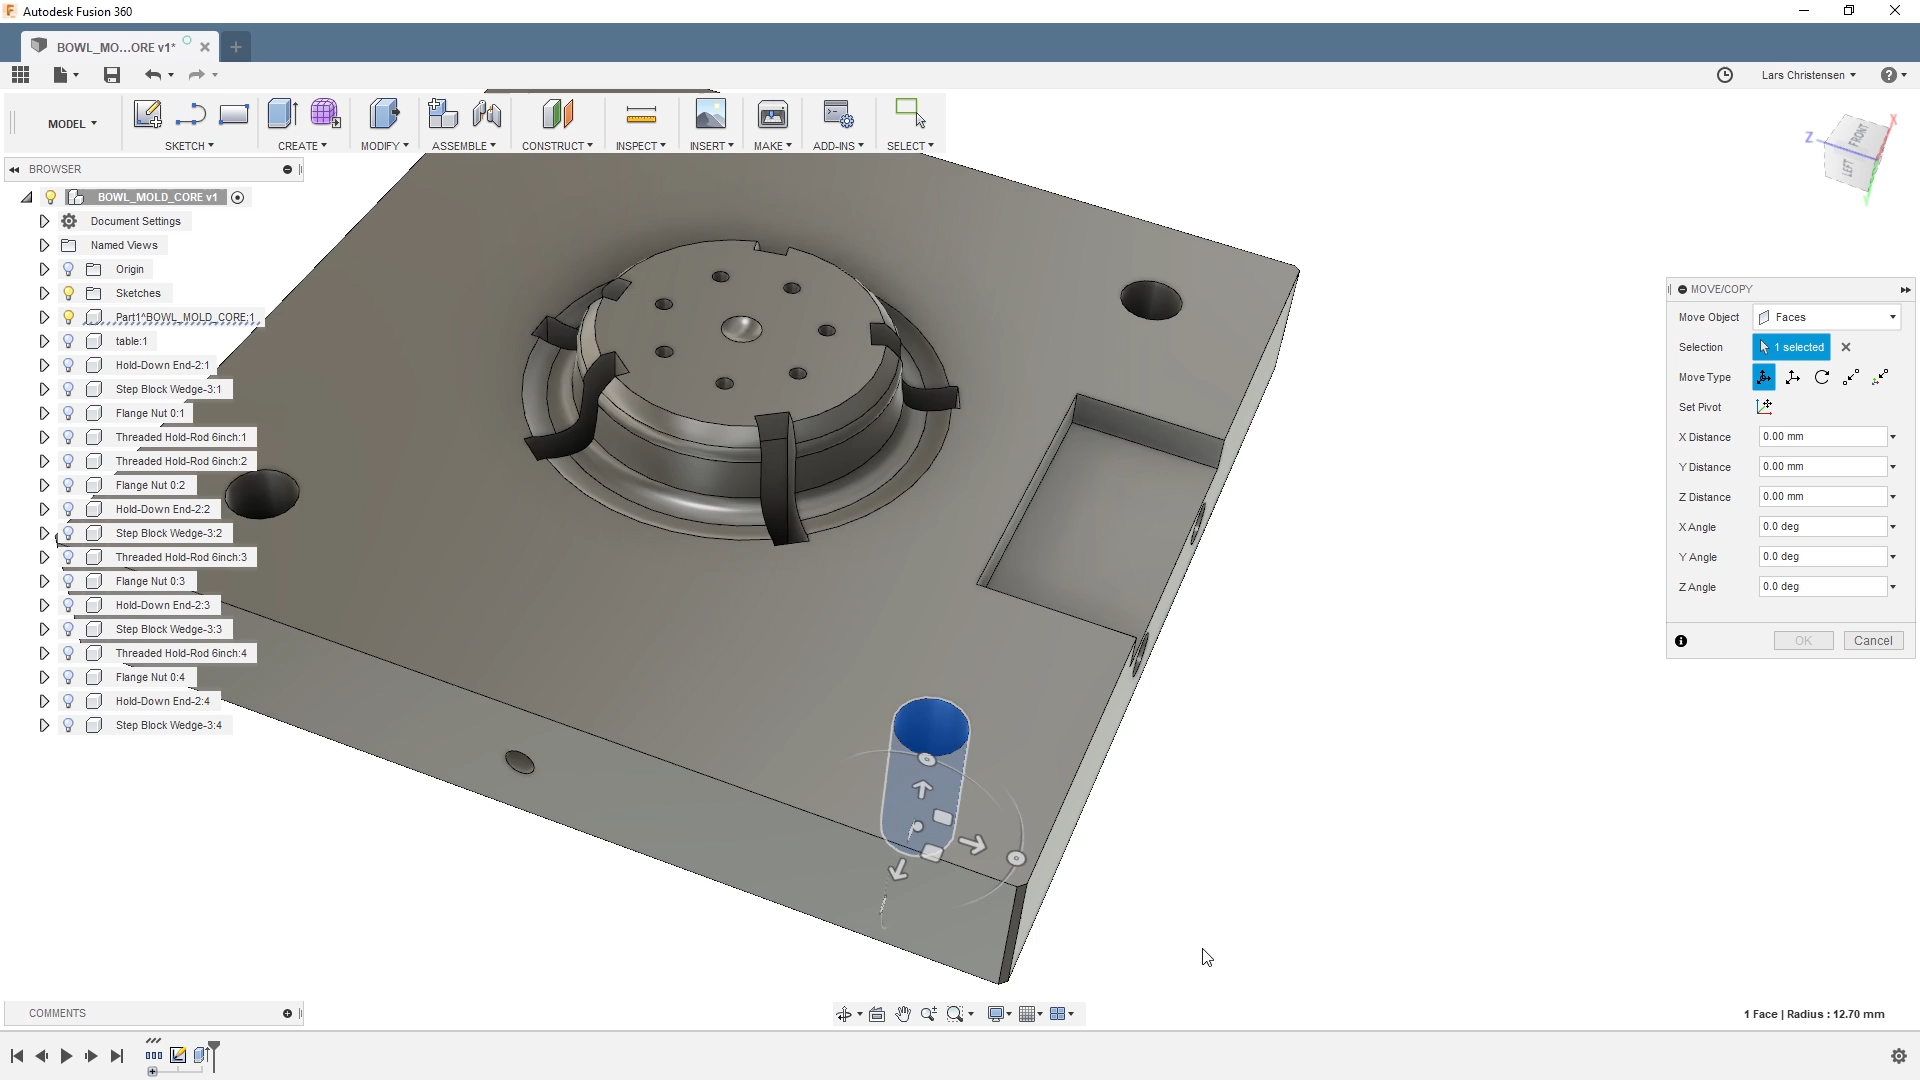 Autodesk Fusion 360
BOWL_MO...ORE v1*
Lars Christensen
MODEL
SKETCH
CREATE
MODIFY
ASSEMBLE
CONSTRUCT
INSPECT
INSERT
MAKE
ADD-INS
SELECT
FRONT
LEFT
X
Y
Z
BROWSER
BOWL_MOLD_CORE v1
Document Settings
Named Views
Origin
Sketches
Part1^BOWL_MOLD_CORE:1
table:1
Hold-Down End-2:1
Step Block Wedge-3:1
Flange Nut 0:1
Threaded Hold-Rod 6inch:1
Threaded Hold-Rod 6inch:2
Flange Nut 0:2
Hold-Down End-2:2
Step Block Wedge-3:2
Threaded Hold-Rod 6inch:3
Flange Nut 0:3
Hold-Down End-2:3
Step Block Wedge-3:3
Threaded Hold-Rod 6inch:4
Flange Nut 0:4
Hold-Down End-2:4
Step Block Wedge-3:4
MOVE/COPY
Move Object Faces
Selection 1 selected
Move Type
Set Pivot
X Distance 0.00 mm
Y Distance 0.00 mm
Z Distance 0.00 mm
X Angle 0.0 deg
Y Angle 0.0 deg
Z Angle 0.0 deg
OK Cancel
COMMENTS
1 Face | Radius : 12.70 mm